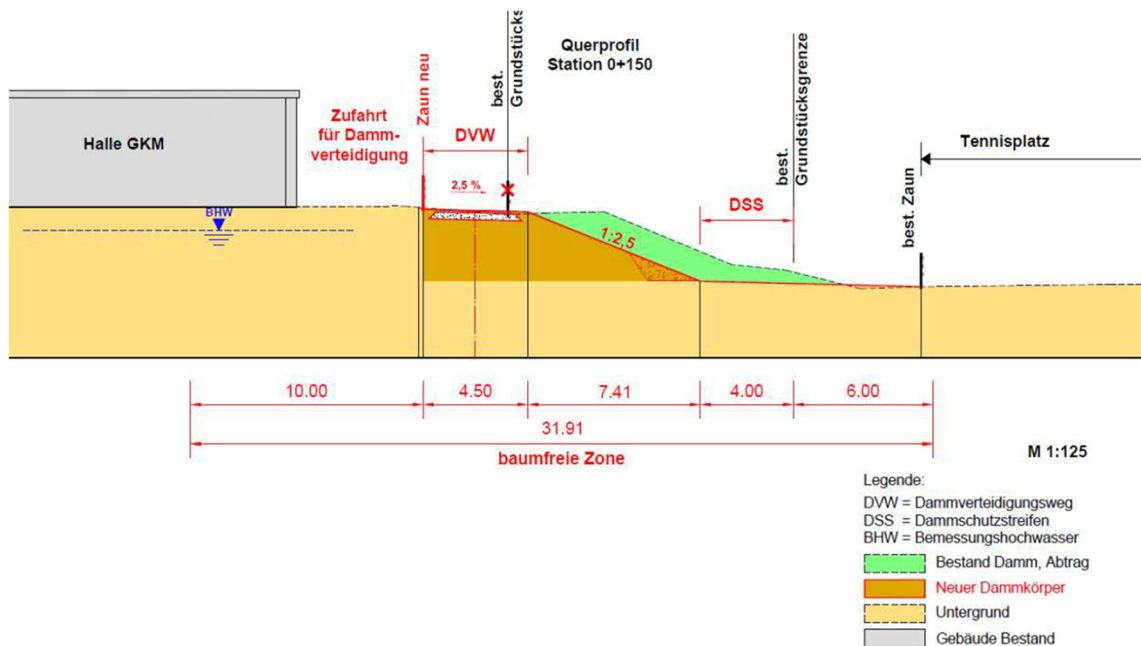 Querprofil
Station 0+150
best.
Grundstücks
best.
Grundstücksgrenze
Zaun neu
Zufahrt
für Damm-
verteidigung
DVW
Halle GKM
Tennisplatz
2,5 %
DSS
best. Zaun
BHW
1:2,5
10.00
4.50
7.41
4.00
6.00
31.91
baumfreie Zone
M 1:125
Legende:
DVW = Dammverteidigungsweg
DSS = Dammschutzstreifen
BHW = Bemessungshochwasser
Bestand Damm, Abtrag
Neuer Dammkörper
Untergrund
Gebäude Bestand